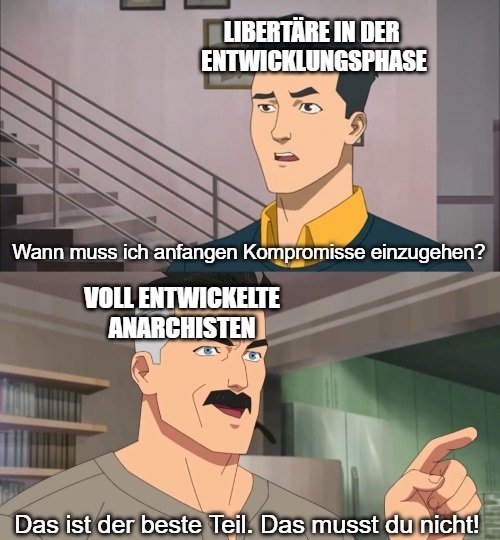 LIBERTÄRE IN DER
ENTWICKLUNGSPHASE
Wann muss ich anfangen Kompromisse einzugehen?
VOLL ENTWICKELTE
ANARCHISTEN
Das ist der beste Teil. Das musst du nicht!